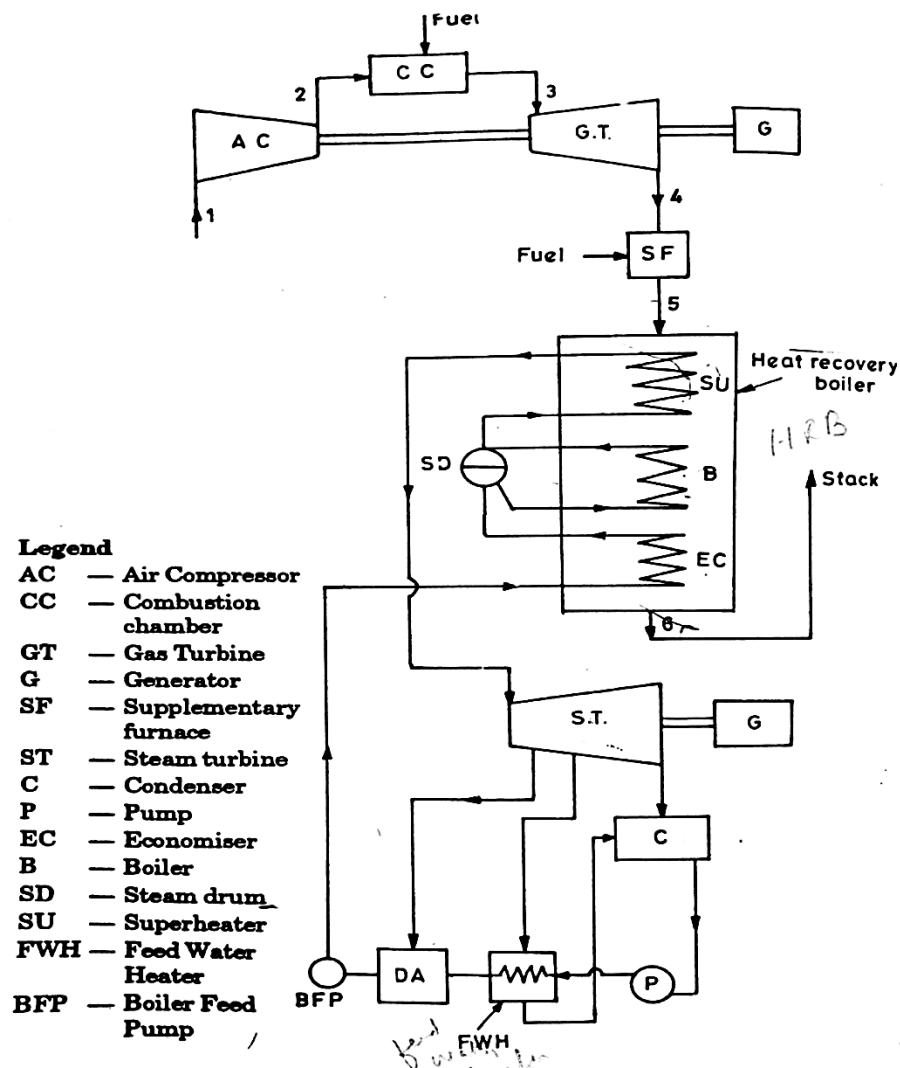 Fuel
C C
2
3
A C
G.T.
G
1
4
Fuel
SF
5
SU
Heat recovery
boiler
HRB
SD
B
Stack
EC
6
Legend
AC — Air Compressor
CC — Combustion
chamber
GT — Gas Turbine
G — Generator
SF — Supplementary
furnace
ST — Steam turbine
C — Condenser
P — Pump
EC — Economiser
B — Boiler
SD — Steam drum
SU — Superheater
FWH — Feed Water
Heater
BFP — Boiler Feed
Pump
S.T.
G
C
BFP
DA
P
FWH